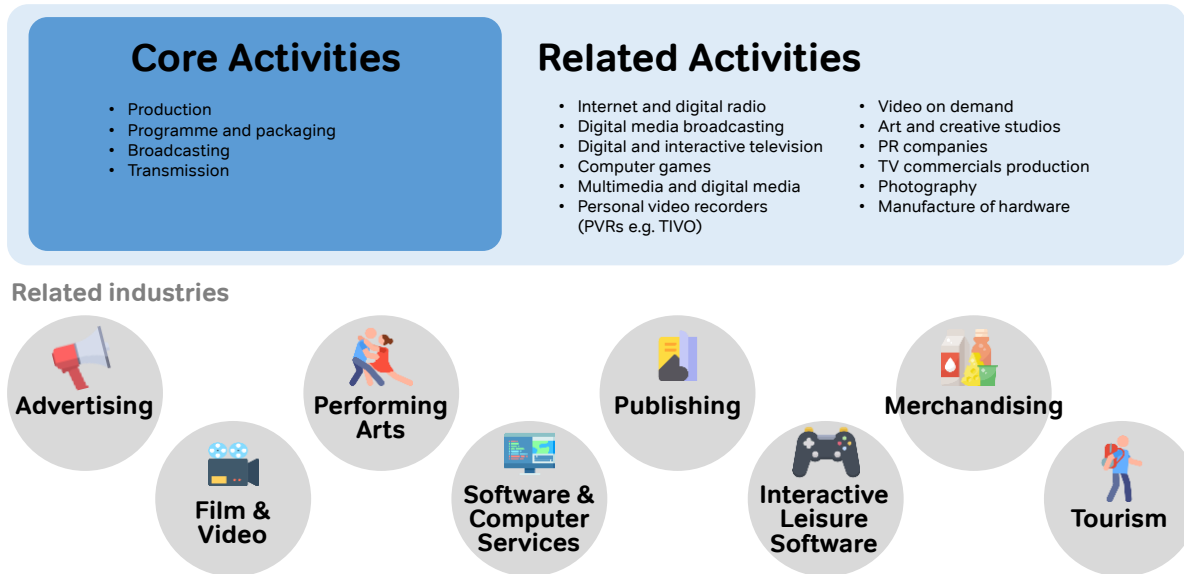 Core Activities
• Production
• Programme and packaging
• Broadcasting
• Transmission
Related Activities
• Internet and digital radio
• Digital media broadcasting
• Digital and interactive television
• Computer games
• Multimedia and digital media
• Personal video recorders
(PVRs e.g. TIVO)
• Video on demand
• Art and creative studios
• PR companies
• TV commercials production
• Photography
• Manufacture of hardware
Related industries
Advertising
Film &
Video
Performing
Arts
Software &
Computer
Services
Publishing
Interactive
Leisure
Software
Merchandising
Tourism